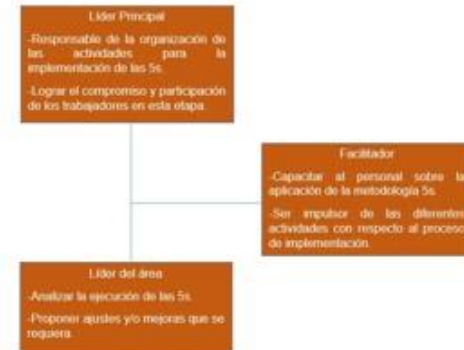 Líder Principal
-Responsable de la organización de
las actividades para la
implementación de las 5s.
-Lograr el compromiso y participación
de los trabajadores en esta etapa.
Facilitador
-Capacitar al personal sobre la
aplicación de la metodología 5s.
-Ser impulsor de las diferentes
actividades con respecto al proceso
de implementación.
Líder del área
-Analizar la ejecución de las 5s.
-Proponer ajustes y/o mejoras que se
requiera.